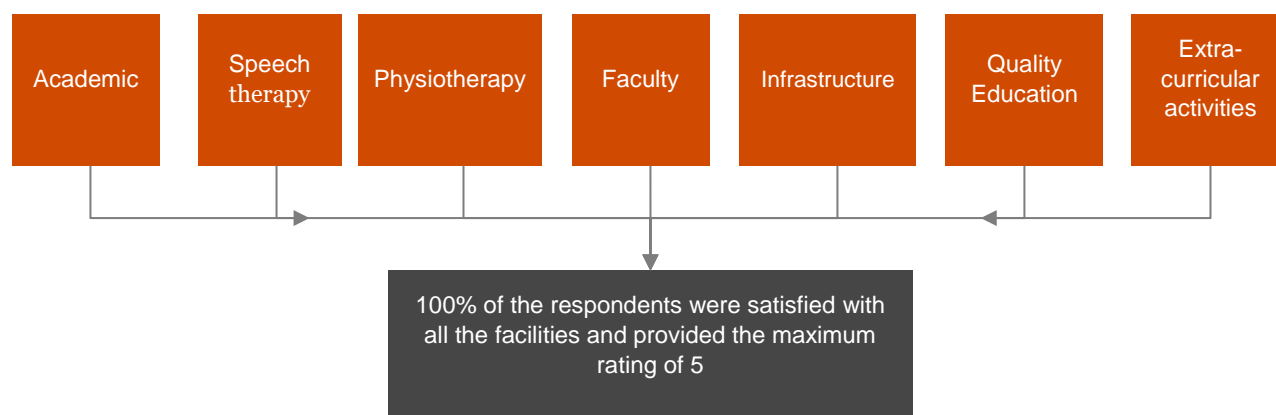 Academic
Speech
therapy
Physiotherapy
Faculty
Infrastructure
Quality
Education
Extra-
curricular
activities
100% of the respondents were satisfied with
all the facilities and provided the maximum
rating of 5